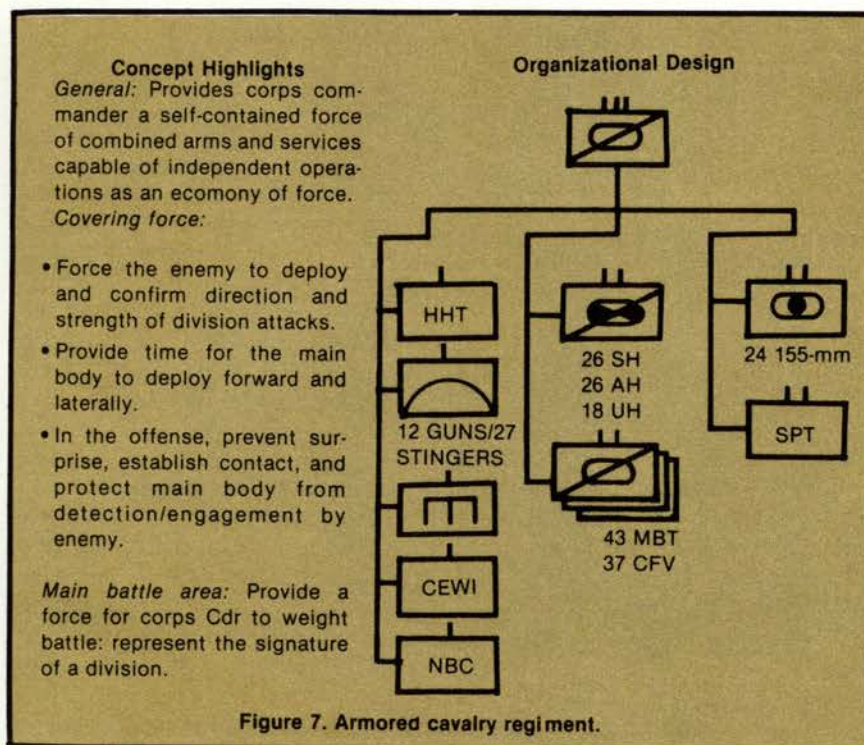 Concept Highlights
General: Provides corps com-
mander a self-contained force
of combined arms and services
capable of independent opera-
tions as an ecomony of force.
Covering force:
• Force the enemy to deploy
and confirm direction and
strength of division attacks.
• Provide time for the main
body to deploy forward and
laterally.
• In the offense, prevent sur-
prise, establish contact, and
protect main body from
detection/engagement by
enemy.
Main battle area: Provide a
force for corps Cdr to weight
battle: represent the signature
of a division.
Organizational Design
HHT
12 GUNS/27
STINGERS
CEWI
NBC
26 SH
26 AH
18 UH
43 MBT
37 CFV
24 155-mm
SPT
Figure 7. Armored cavalry regiment.